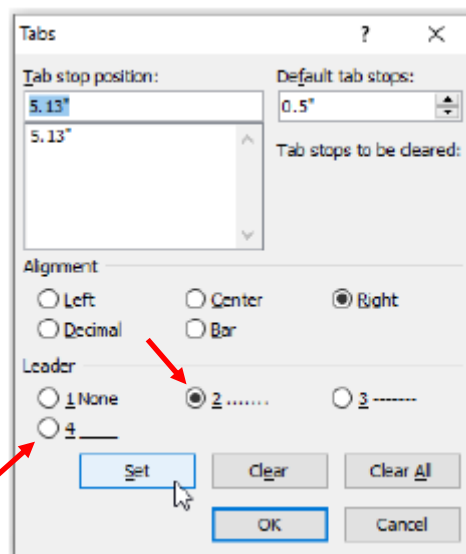 Tabs ? ×
Tab stop position: Default tab stops:
5.13" 0.5"
5.13" Tab stops to be cleared:
Alignment
Left Center Right
Decimal Bar
Leader
1 None 2 ....... 3 -------
4 ____
Set Clear Clear All
OK Cancel